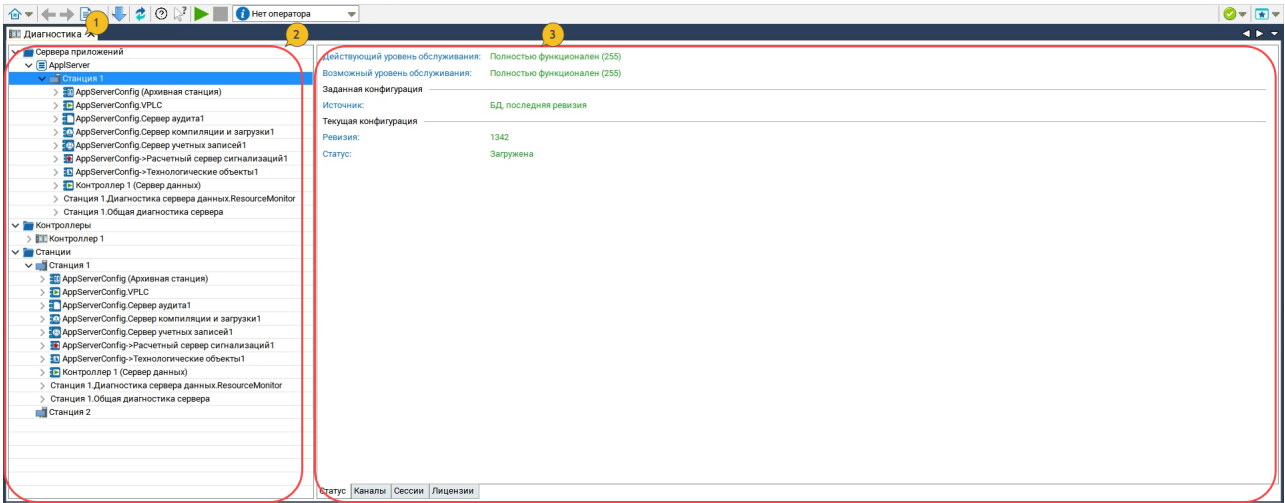 Нет оператора
1
2
3
Диагностика
Сервера приложений
ApplServer
Станция 1
AppServerConfig (Архивная станция)
AppServerConfig.VPLC
AppServerConfig.Сервер аудита1
AppServerConfig.Сервер компиляции и загрузки1
AppServerConfig.Сервер учетных записей1
AppServerConfig->Расчетный сервер сигнализаций1
AppServerConfig->Технологические объекты1
Контроллер 1 (Сервер данных)
Станция 1.Диагностика сервера данных.ResourceMonitor
Станция 1.Общая диагностика сервера
Контроллеры
Контроллер 1
Станции
Станция 1
AppServerConfig (Архивная станция)
AppServerConfig.VPLC
AppServerConfig.Сервер аудита1
AppServerConfig.Сервер компиляции и загрузки1
AppServerConfig.Сервер учетных записей1
AppServerConfig->Расчетный сервер сигнализаций1
AppServerConfig->Технологические объекты1
Контроллер 1 (Сервер данных)
Станция 1.Диагностика сервера данных.ResourceMonitor
Станция 1.Общая диагностика сервера
Станция 2
Действующий уровень обслуживания: Полностью функционален (255)
Возможный уровень обслуживания: Полностью функционален (255)
Заданная конфигурация
Источник: БД, последняя ревизия
Текущая конфигурация
Ревизия: 1342
Статус: Загружена
Статус Каналы Сессии Лицензии